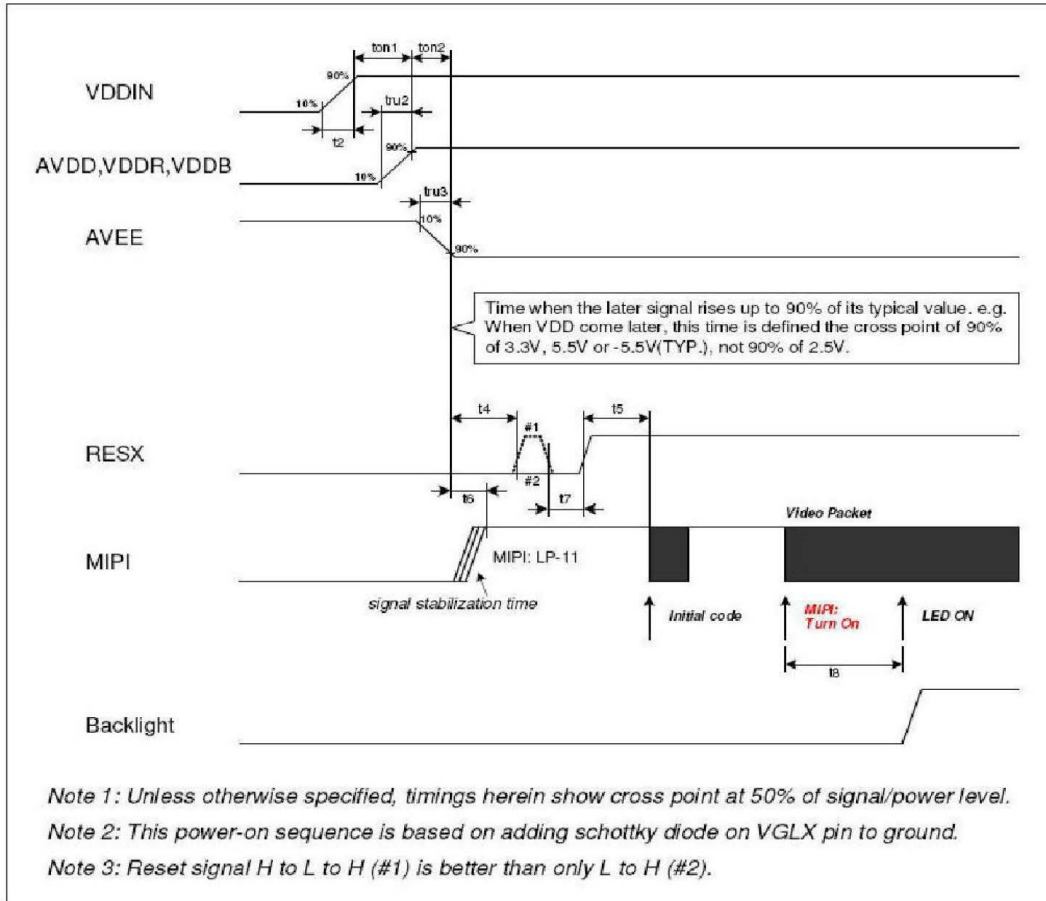 ton1 ton2
90%
VDDIN
10%
tru2
t2
90%
AVDD,VDDR,VDDB
10%
tru3
10%
AVEE
90%
Time when the later signal rises up to 90% of its typical value. e.g.
When VDD come later, this time is defined the cross point of 90%
of 3.3V, 5.5V or -5.5V(TYP.), not 90% of 2.5V.
t4 t5
#1
RESX
#2
t6 t7
Video Packet
MIPI
MIPI: LP-11
signal stabilization time
Initial code
MIPI:
Turn On
LED ON
t8
Backlight
Note 1: Unless otherwise specified, timings herein show cross point at 50% of signal/power level.
Note 2: This power-on sequence is based on adding schottky diode on VGLX pin to ground.
Note 3: Reset signal H to L to H (#1) is better than only L to H (#2).